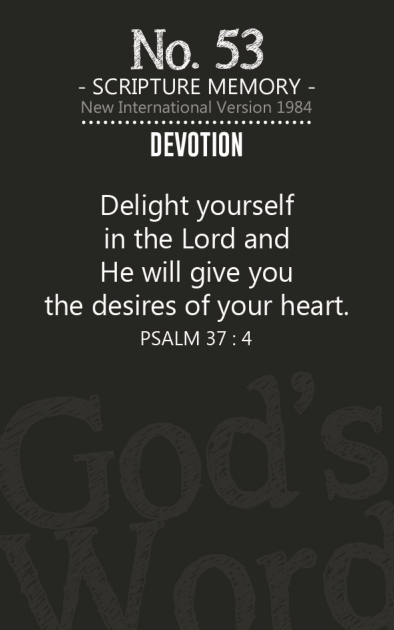 No. 53
- SCRIPTURE MEMORY -
New International Version 1984
DEVOTION
Delight yourself
in the Lord and
He will give you
the desires of your heart.
PSALM 37 : 4
God's
Word